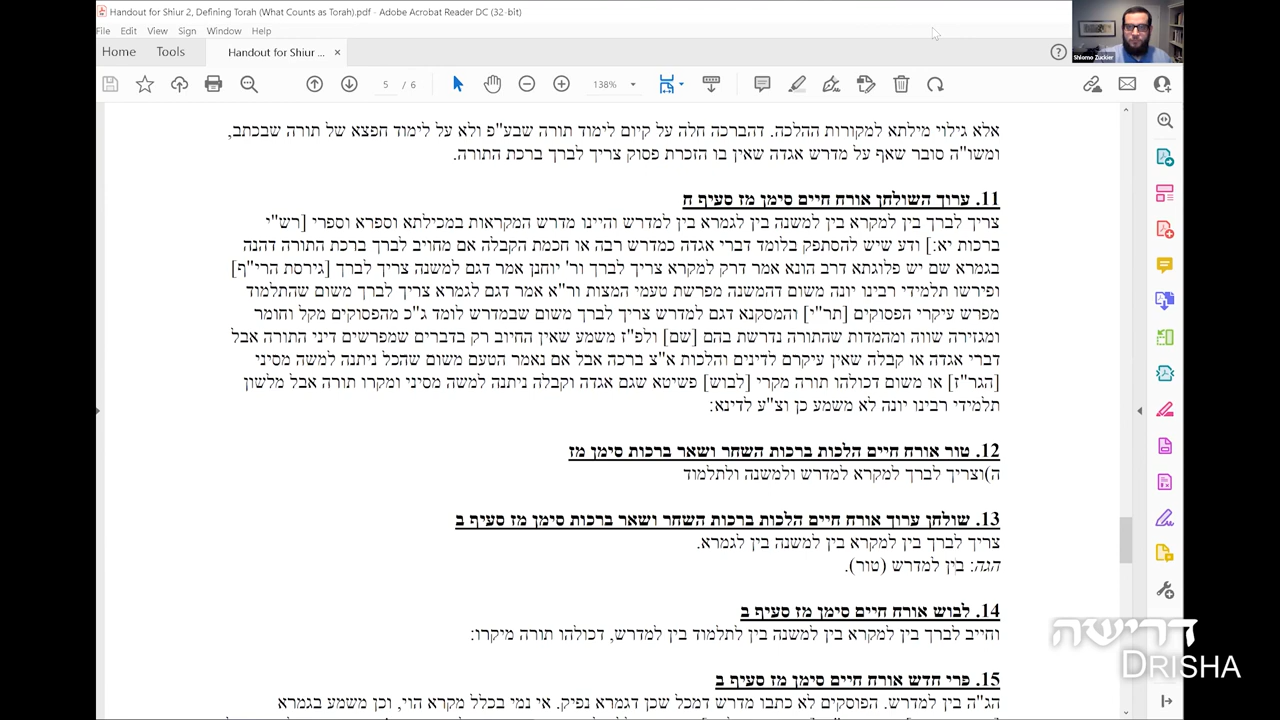 Handout for Shiur 2, Defining Torah (What Counts as Torah).pdf - Adobe Acrobat Reader DC (32-bit)
File Edit View Sign Window Help
Home Tools Handout for Shiur ... ×
5 / 6 138%
Shlomo Zuckier
אלא גילוי מילתא למקורות ההלכה. דהברכה חלה על קיום לימוד תורה שבע"פ ולא על לימוד חפצא של תורה שבכתב,
ומשו"ה סובר שאף על מדרש אגדה שאין בו הזכרת פסוק צריך לברך ברכת התורה.
11. ערוך השולחן אורח חיים סימן מז סעיף ח
צריך לברך בין למקרא בין למשנה בין לגמרא בין למדרש והיינו מדרש המקראות במכילתא וספרא וספרי [רש"י
ברכות יא:] ודע שיש להסתפק בלומד דברי אגדה כמדרש רבה או חכמת הקבלה אם מחויב לברך ברכת התורה דהנה
בגמרא שם יש פלוגתא דרב הונא אמר דרק למקרא צריך לברך ור' יוחנן אמר דגם למשנה צריך לברך [גירסת הרי"ף]
ופירשו תלמידי רבינו יונה משום דהמשנה מפרשת טעמי המצות ור"א אמר דגם לגמרא צריך לברך משום שהתלמוד
מפרש עיקרי הפסוקים [תר"י] והמסקנא דגם למדרש צריך לברך משום שבמדרש לומד ג"כ מהפסוקים מקל וחומר
ומגזירה שווה ומהמדות שהתורה נדרשת בהם [שם] ולפ"ז משמע שאין החיוב רק בדברים שמפרשים דיני התורה אבל
דברי אגדה או קבלה שאין עיקרם לדינים והלכות א"צ ברכה אבל אם נאמר הטעם משום שהכל ניתנה למשה מסיני
[הגר"ז] או משום דכולהו תורה מקרי [לבוש] פשיטא שגם אגדה וקבלה ניתנה למשה מסיני ומקרו תורה אבל מלשון
תלמידי רבינו יונה לא משמע כן וצ"ע לדינא:
12. טור אורח חיים הלכות ברכות השחר ושאר ברכות סימן מז
ה)וצריך לברך למקרא למדרש ולמשנה ולתלמוד
13. שולחן ערוך אורח חיים הלכות ברכות השחר ושאר ברכות סימן מז סעיף ב
צריך לברך בין למקרא בין למשנה בין לגמרא.
הגה: בין למדרש (טור).
14. לבוש אורח חיים סימן מז סעיף ב
וחייב לברך בין למקרא בין למשנה בין לתלמוד בין למדרש, דכולהו תורה מיקרו:
15. פרי חדש אורח חיים סימן מז סעיף ב
הג"ה בין למדרש. הפוסקים לא כתבו מדרש דמכל שכן דגמרא נפיק. אי נמי בכלל מקרא הוי, וכן משמע בגמרא
דרישה
DRISHA